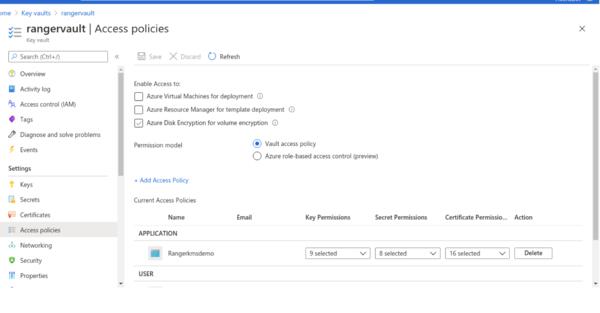 Key vaults > rangervault
rangervault | Access policies
Key vault
Search (Ctrl+/)
Save Discard Refresh
Overview
Activity log
Access control (IAM)
Tags
Diagnose and solve problems
Events
Settings
Keys
Secrets
Certificates
Access policies
Networking
Security
Properties
Enable Access to:
Azure Virtual Machines for deployment
Azure Resource Manager for template deployment
Azure Disk Encryption for volume encryption
Permission model
Vault access policy
Azure role-based access control (preview)
+ Add Access Policy
Current Access Policies
Name Email Key Permissions Secret Permissions Certificate Permissio... Action
APPLICATION
Rangerkmsdemo 9 selected 8 selected 16 selected Delete
USER